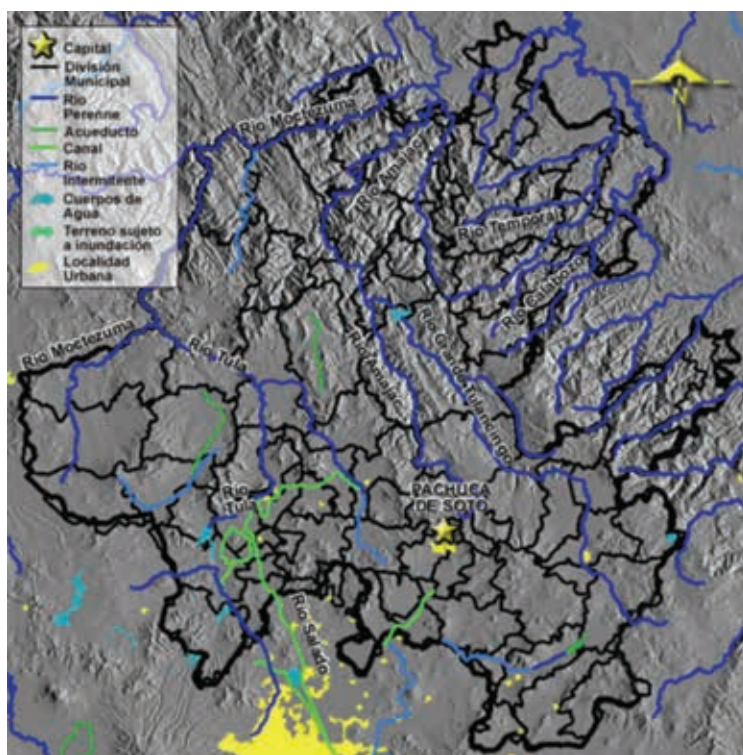 Capital
División
Municipal
Río
Perenne
Acueducto
Canal
Río
Intermitente
Cuerpos de
Agua
Terreno sujeto
a inundación
Localidad
Urbana
N
Río Moctezuma
Río Amajac
Río Temporal
Río Calabozo
Río Moctezuma
Río Tula
Río Amajac
Río Grande Tulancingo
Río
Tula
PACHUCA
DE SOTO
Río Salado